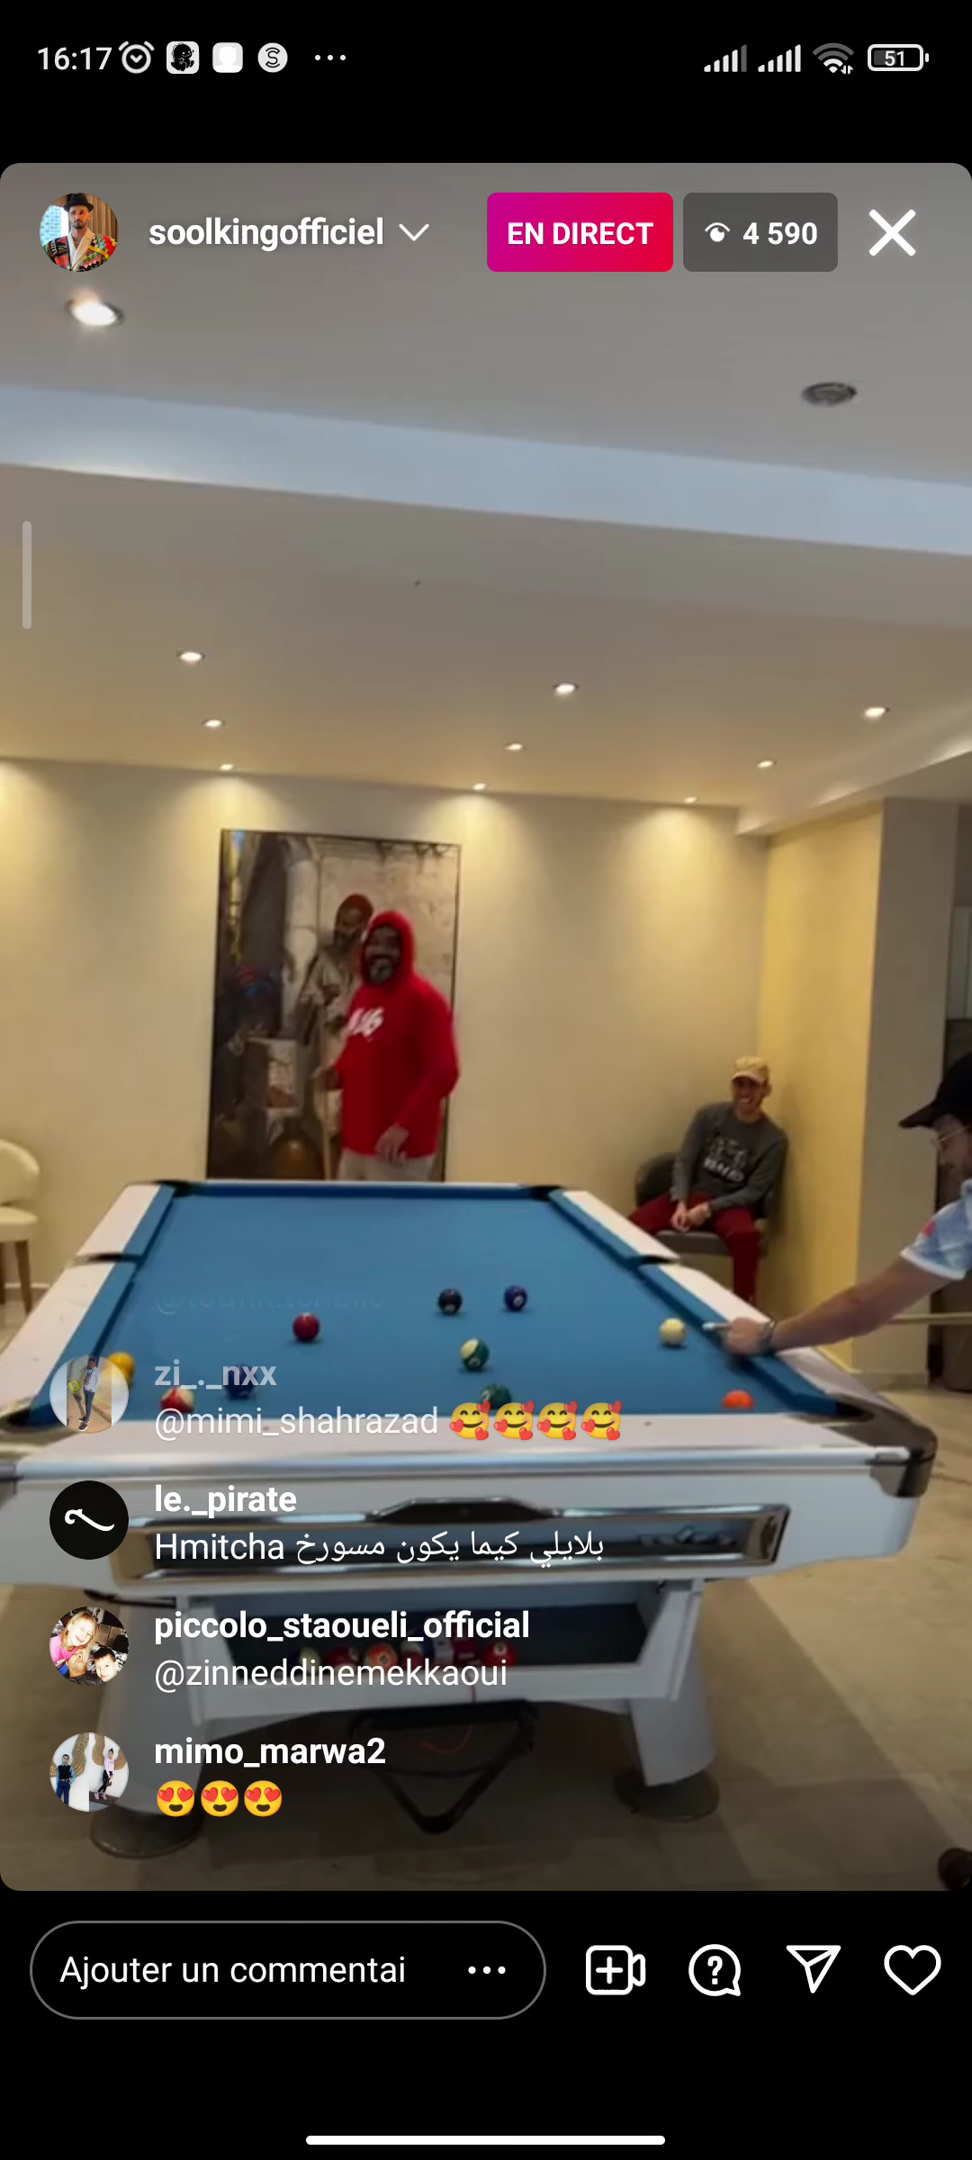 16:17
51
soolkingofficiel
EN DIRECT
4 590
zi_._nxx
@mimi_shahrazad 🥰🥰🥰🥰
le._pirate
Hmitcha بلايلي كيما يكون مسورخ
piccolo_staoueli_official
@zinneddinemekkaoui
mimo_marwa2
😍😍😍
Ajouter un commentai